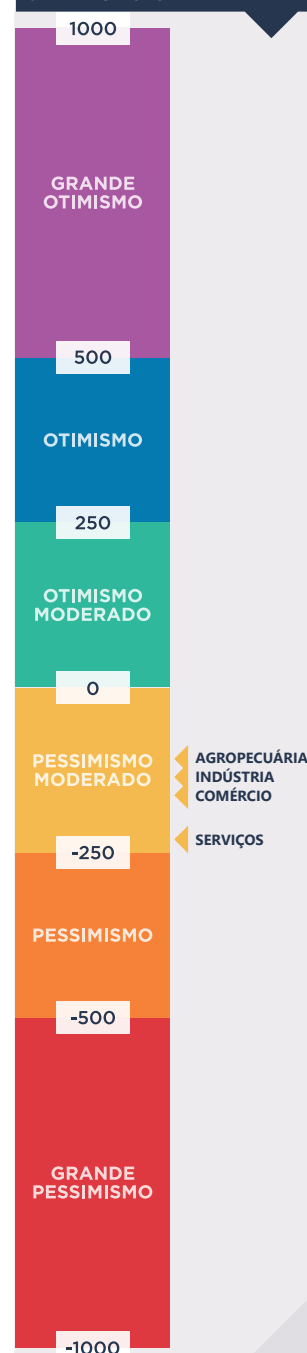 1000
GRANDE
OTIMISMO
500
OTIMISMO
250
OTIMISMO
MODERADO
0
PESSIMISMO
MODERADO
AGROPECUÁRIA
INDÚSTRIA
COMÉRCIO
SERVIÇOS
-250
PESSIMISMO
-500
GRANDE
PESSIMISMO
-1000